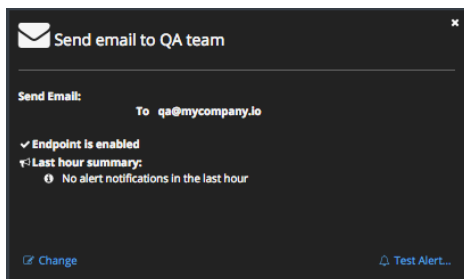 Send email to QA team
Send Email:
To qa@mycompany.io
Endpoint is enabled
Last hour summary:
No alert notifications in the last hour
Change
Test Alert...